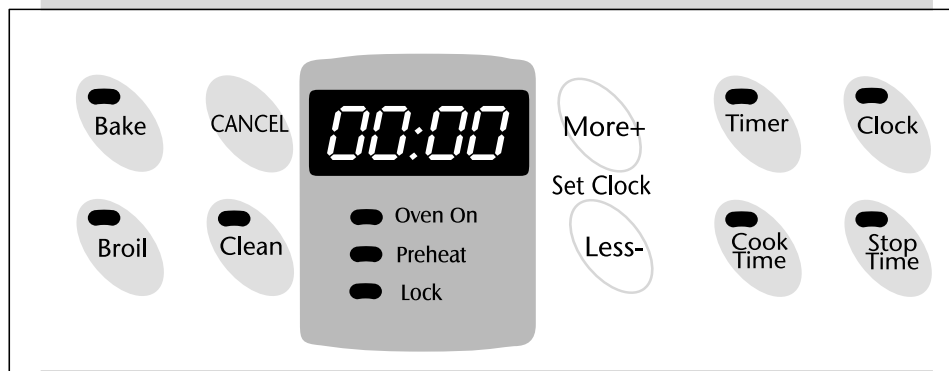 Bake
CANCEL
00:00
More+
Timer
Clock
Set Clock
Oven On
Broil
Clean
Preheat
Less-
Cook
Time
Stop
Time
Lock